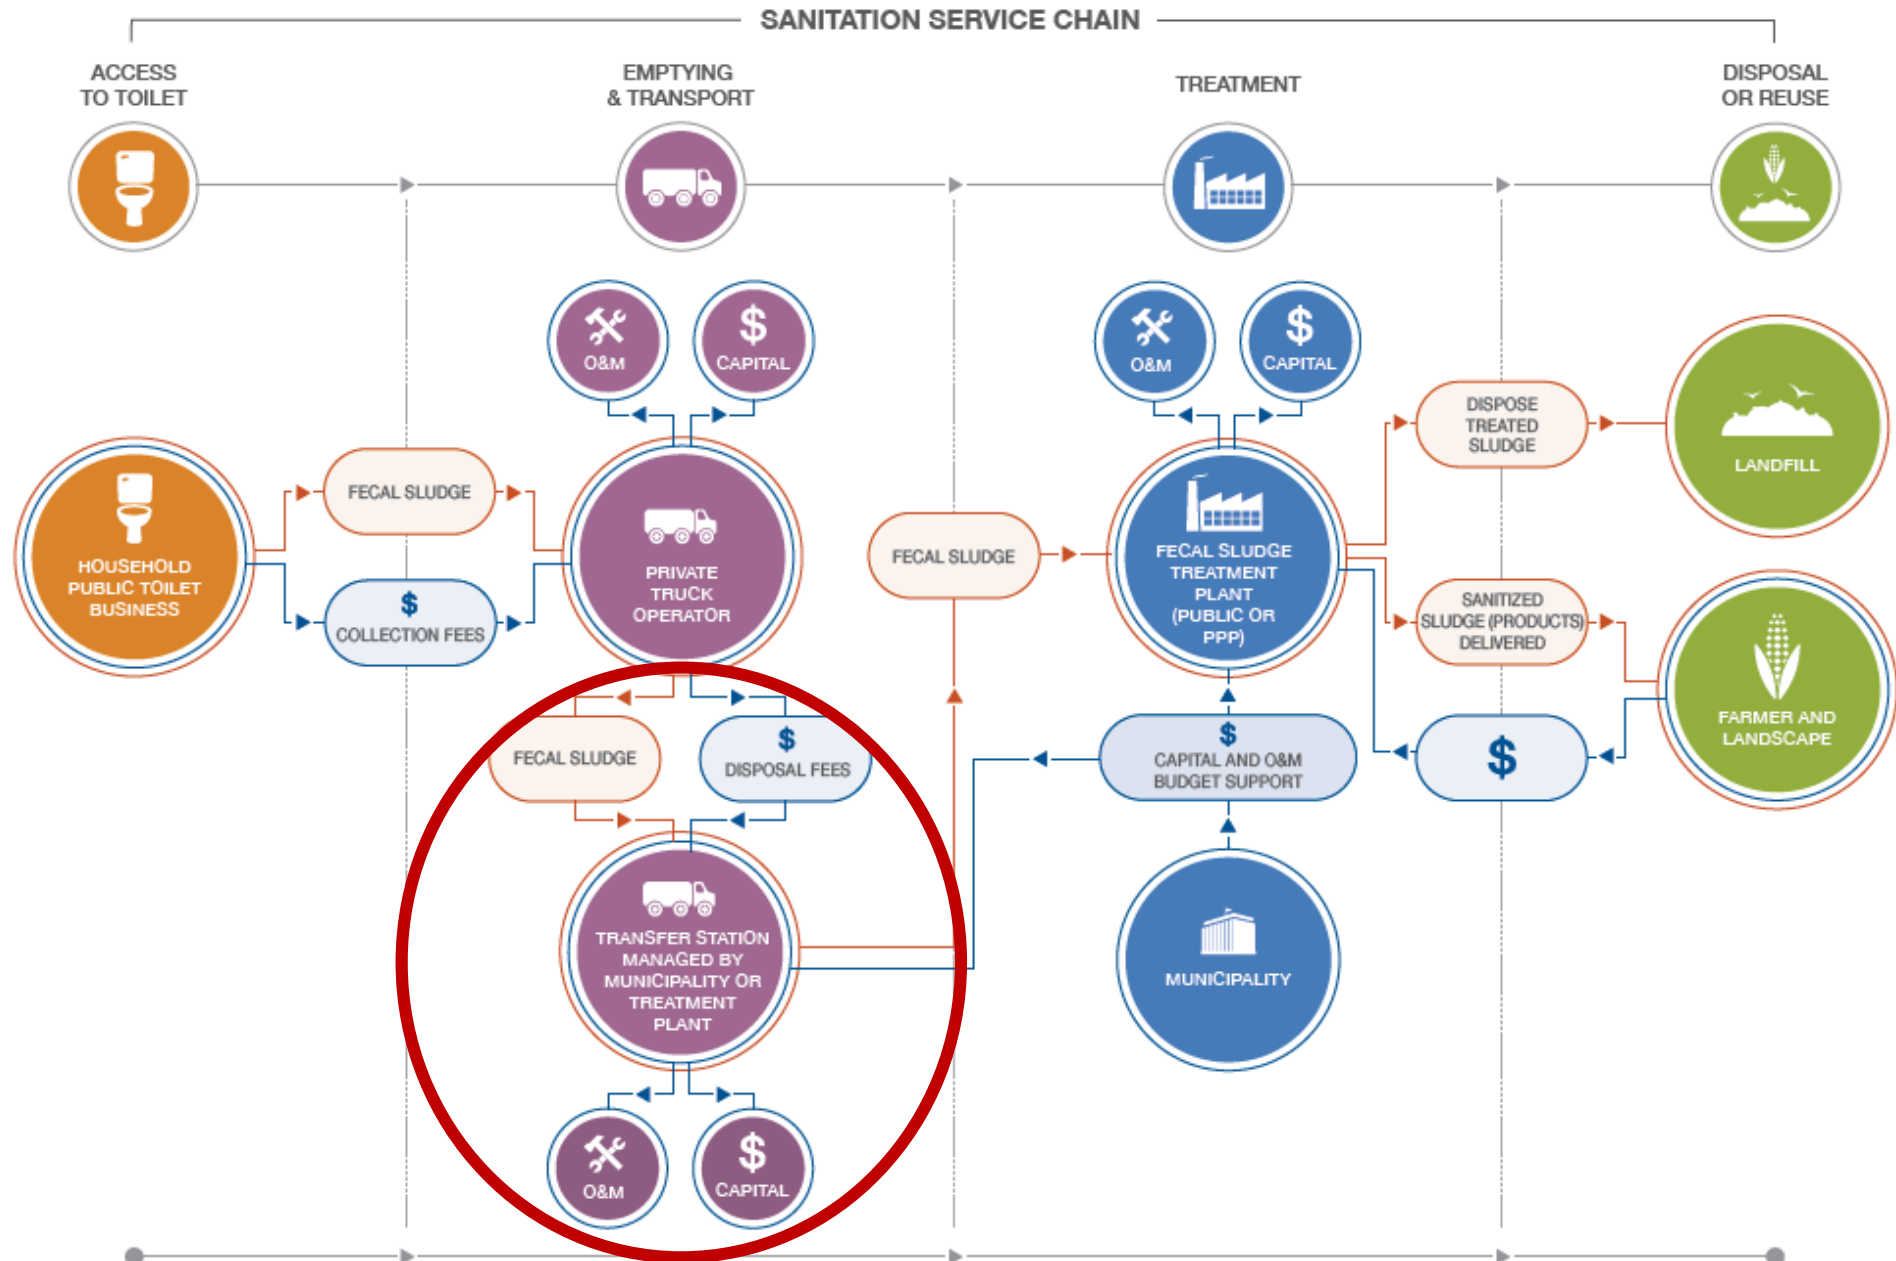 SANITATION SERVICE CHAIN
ACCESS
TO TOILET
EMPTYING
& TRANSPORT
TREATMENT
DISPOSAL
OR REUSE
$
O&M
CAPITAL
$
O&M
CAPITAL
DISPOSE
TREATED
SLUDGE
LANDFILL
FECAL SLUDGE
HOUSEHOLD
PUBLIC TOILET
BUSINESS
$
COLLECTION FEES
PRIVATE
TRUCK
OPERATOR
FECAL SLUDGE
FECAL SLUDGE
TREATMENT
PLANT
(PUBLIC OR
PPP)
SANITIZED
SLUDGE (PRODUCTS)
DELIVERED
FARMER AND
LANDSCAPE
FECAL SLUDGE
$
DISPOSAL FEES
$
CAPITAL AND O&M
BUDGET SUPPORT
$
TRANSFER STATION
MANAGED BY
MUNICIPALITY OR
TREATMENT
PLANT
MUNICIPALITY
O&M
$
CAPITAL